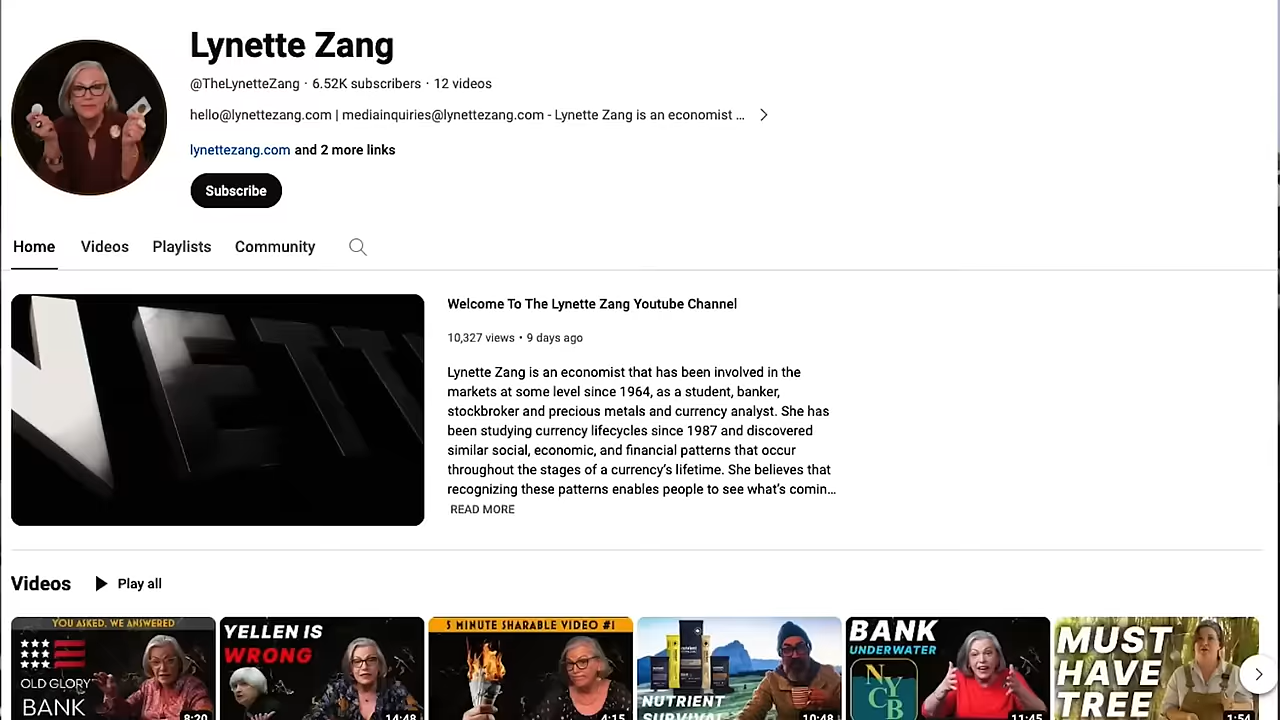 Lynette Zang
@TheLynetteZang · 6.52K subscribers · 12 videos
hello@lynettezang.com | mediainquiries@lynettezang.com - Lynette Zang is an economist ...
lynettezang.com and 2 more links
Subscribe
Home Videos Playlists Community
NETT
Welcome To The Lynette Zang Youtube Channel
10,327 views • 9 days ago
Lynette Zang is an economist that has been involved in the
markets at some level since 1964, as a student, banker,
stockbroker and precious metals and currency analyst. She has
been studying currency lifecycles since 1987 and discovered
similar social, economic, and financial patterns that occur
throughout the stages of a currency's lifetime. She believes that
recognizing these patterns enables people to see what's comin...
READ MORE
Videos Play all
YOU ASKED, WE ANSWERED
OLD GLORY
BANK
8:20
YELLEN IS
WRONG
14:48
5 MINUTE SHARABLE VIDEO #1
4:15
NUTRIENT
SURVIVAL
10:48
BANK
UNDERWATER
NYCB
11:45
MUST
HAVE
TREE
1:54